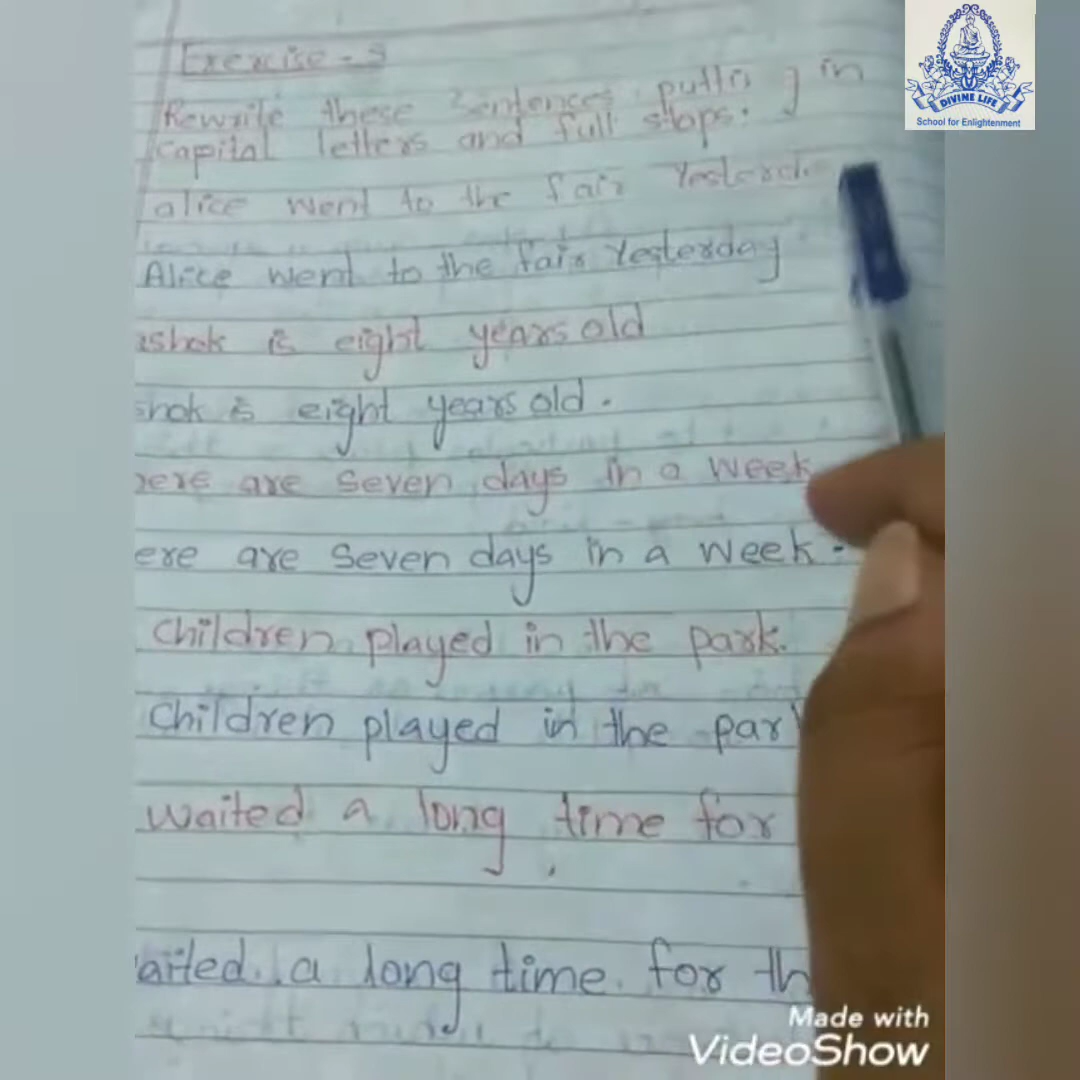 Exercise - 3
Rewrite these Sentences putting in
capital letters and full stops.
alice went to the fair
Alice went to the fair Yesterday
ashok is eight years old
shok is eight years old.
here are seven days in a week
ere are seven days in a week.
children played in the park.
children played in the par
waited a long time for
aited a long time for th
DIVINE LIFE
School for Enlightenment
Made with
VideoShow